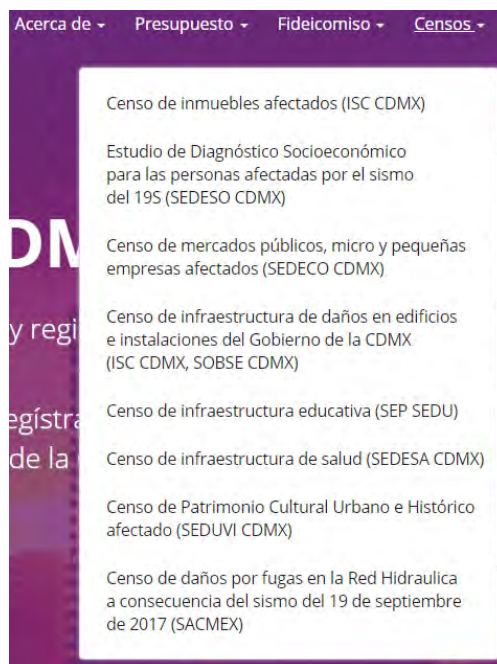 Acerca de Presupuesto Fideicomiso Censos
Censo de inmuebles afectados (ISC CDMX)
Estudio de Diagnóstico Socioeconómico
para las personas afectadas por el sismo
del 19S (SEDESO CDMX)
Censo de mercados públicos, micro y pequeñas
empresas afectados (SEDECO CDMX)
Censo de infraestructura de daños en edificios
e instalaciones del Gobierno de la CDMX
(ISC CDMX, SOBSE CDMX)
Censo de infraestructura educativa (SEP SEDU)
Censo de infraestructura de salud (SEDESA CDMX)
Censo de Patrimonio Cultural Urbano e Histórico
afectado (SEDUVI CDMX)
Censo de daños por fugas en la Red Hidraulica
a consecuencia del sismo del 19 de septiembre
de 2017 (SACMEX)
y
de la